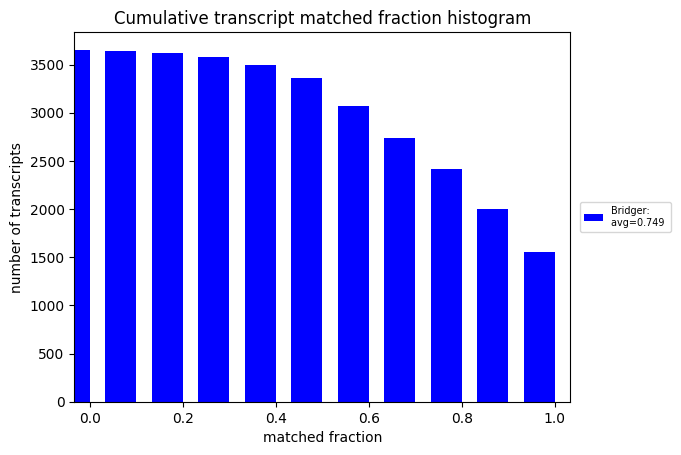 Cumulative transcript matched fraction histogram
number of transcripts
3500
3000
2500
2000
1500
1000
500
0
0.0 0.2 0.4 0.6 0.8 1.0
matched fraction
Bridger:
avg=0.749